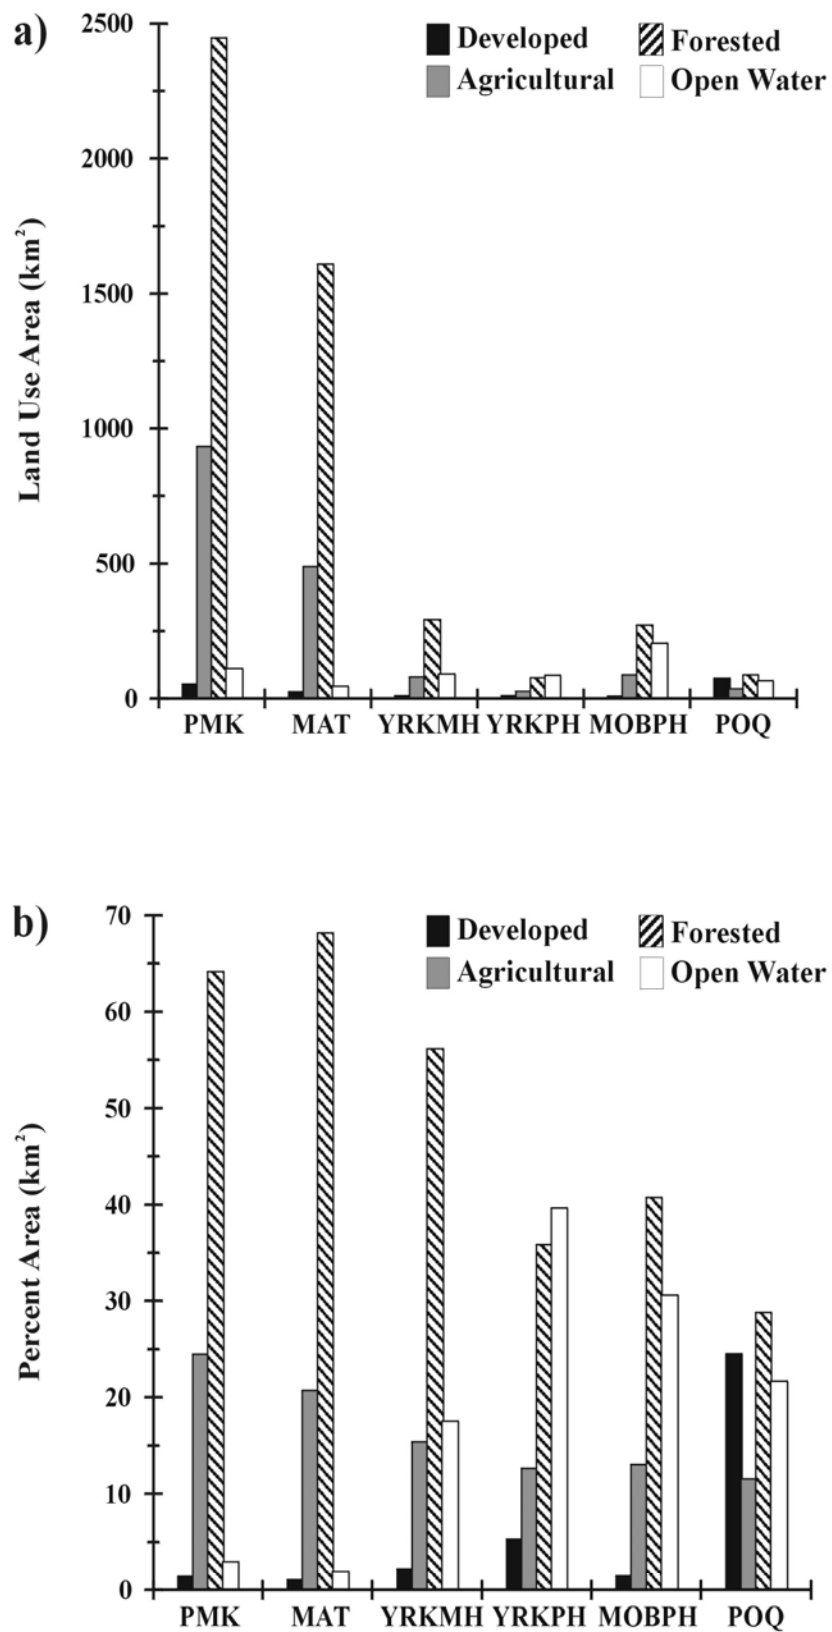 a)
2500
2000
1500
1000
500
0
Land Use Area (km²)
Developed
Forested
Agricultural
Open Water
PMK MAT YRKMH YRKPH MOBPH POQ
b)
70
60
50
40
30
20
10
0
Percent Area (km²)
Developed
Forested
Agricultural
Open Water
PMK MAT YRKMH YRKPH MOBPH POQ